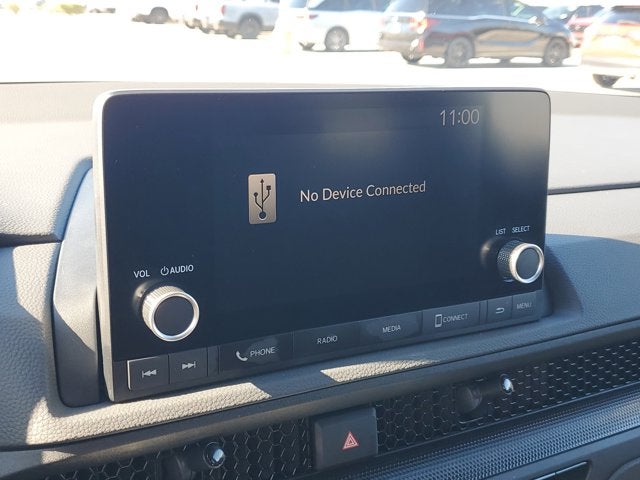 11:00
No Device Connected
LIST SELECT
VOL AUDIO
PHONE RADIO MEDIA CONNECT MENU